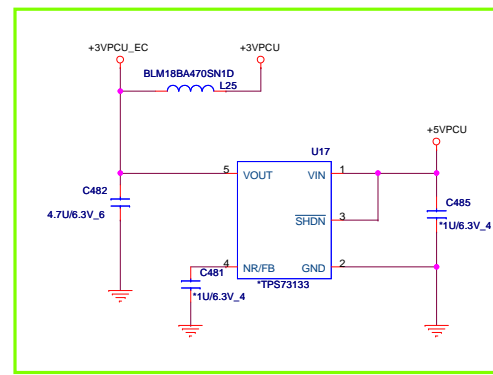 +3VPCU_EC
+3VPCU
BLM18BA470SN1D
L25
+5VPCU
U17
5
VOUT
VIN
1
C482
4.7U/6.3V_6
C485
*1U/6.3V_4
SHDN
3
4
NR/FB
GND
2
C481
*1U/6.3V_4
*TPS73133